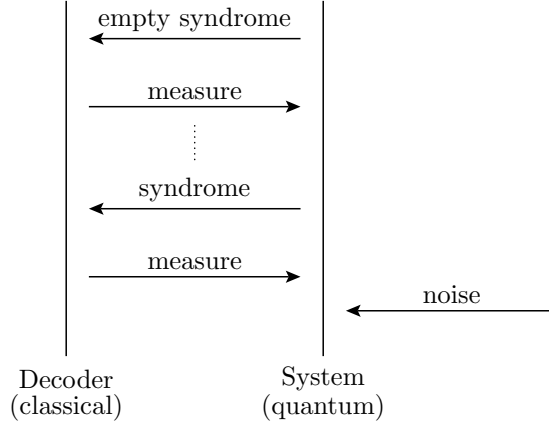 empty syndrome
measure
syndrome
measure
noise
Decoder
(classical)
System
(quantum)